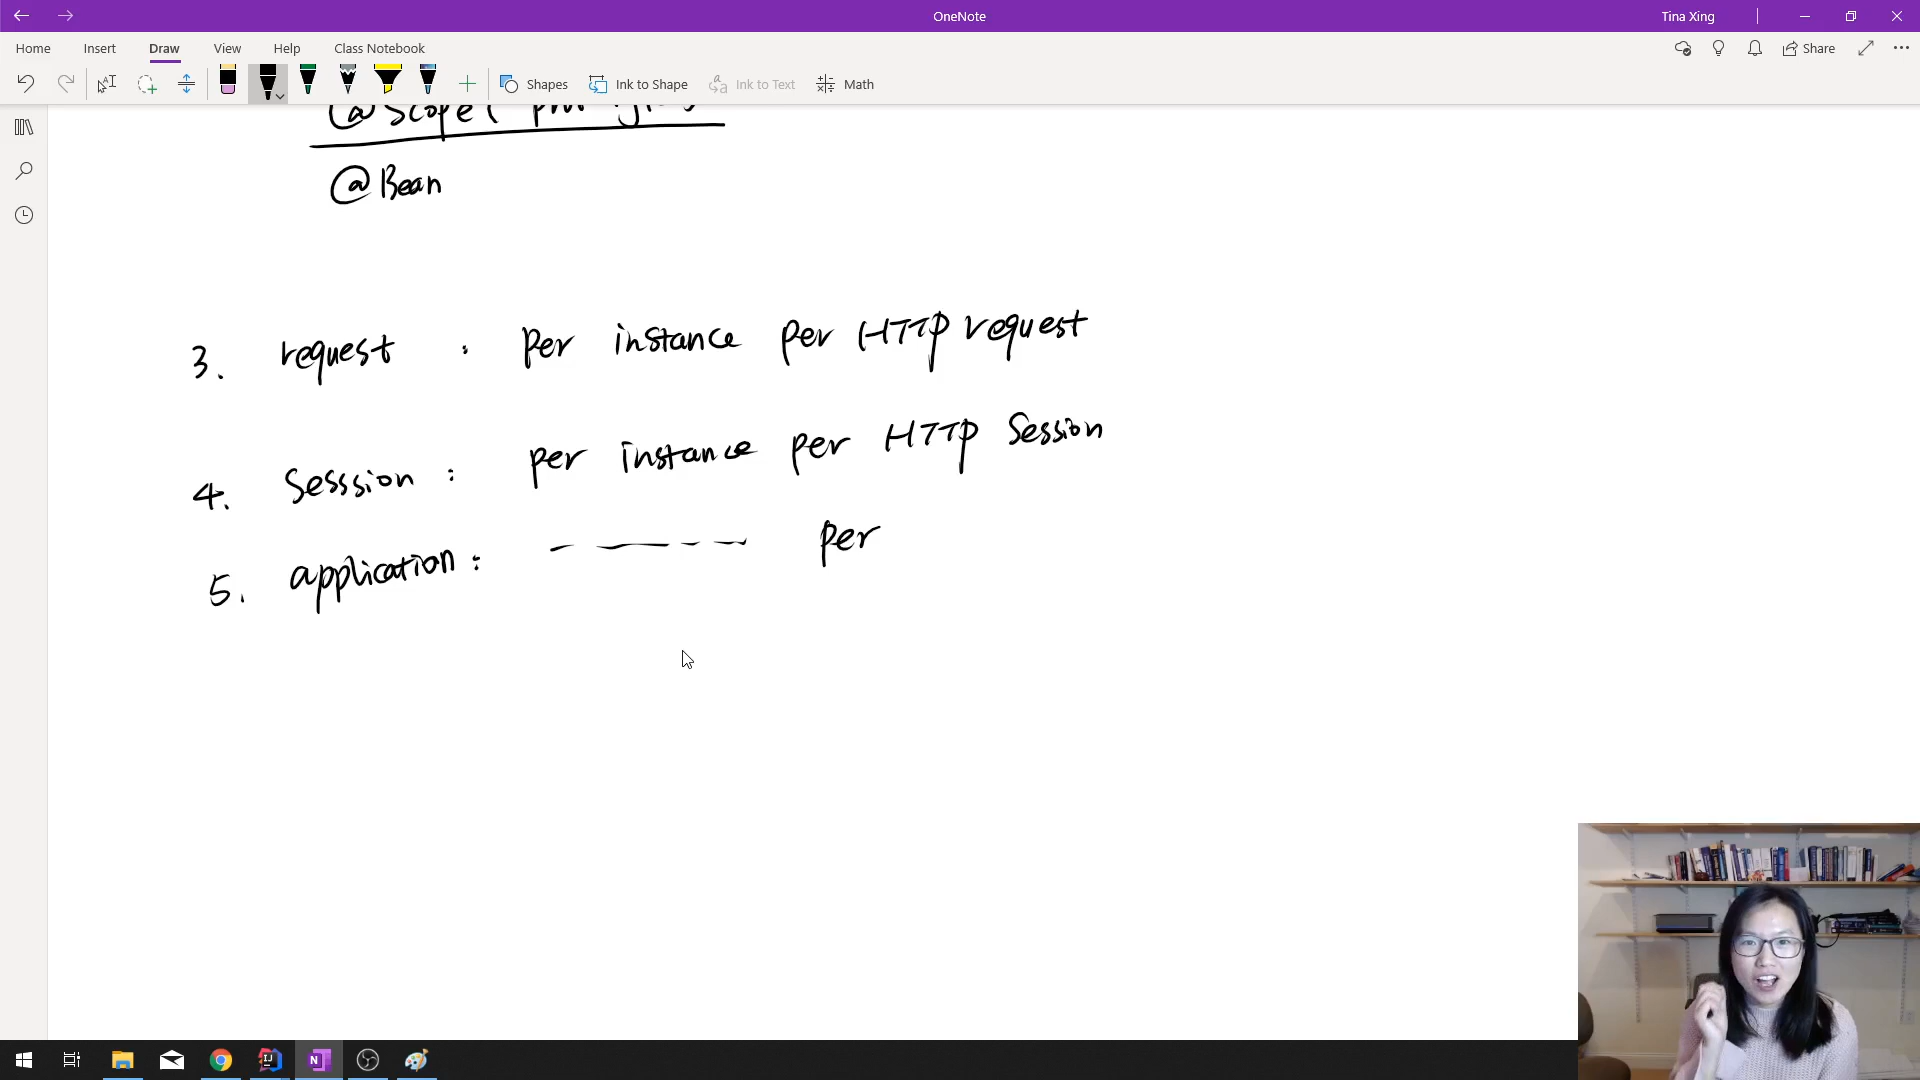 OneNote
Tina Xing
Home Insert Draw View Help Class Notebook
Share
Shapes Ink to Shape Ink to Text Math
@Scope(
@Bean
3. request : Per instance per HTTP request
4. Sesssion : per instance per HTTP Session
5. application : per